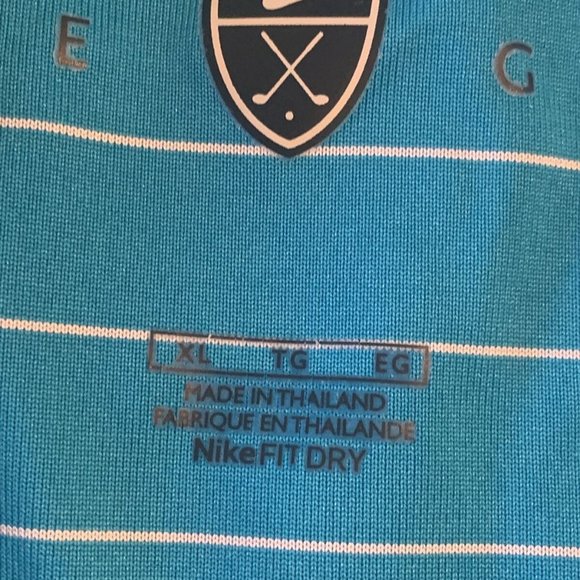 E G
XL TG EG
MADE IN THAILAND
FABRIQUE EN THAILANDE
NikeFIT DRY